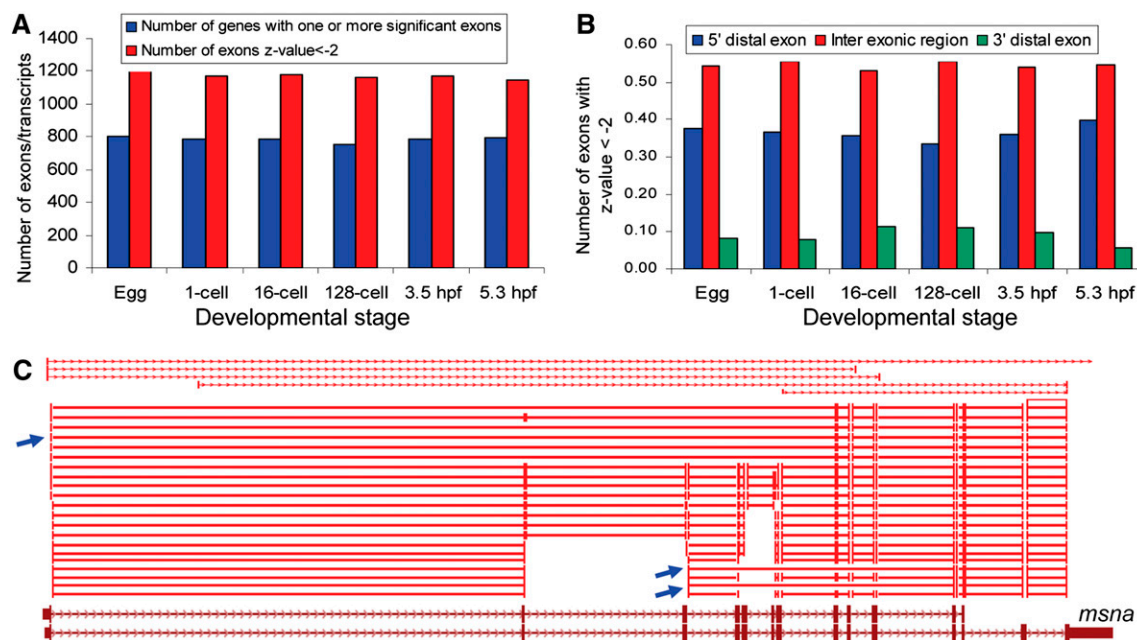 A
Number of genes with one or more significant exons
Number of exons z-value<-2
Number of exons/transcripts
1400
1200
1000
800
600
400
200
0
Egg 1-cell 16-cell 128-cell 3.5 hpf 5.3 hpf
Developmental stage
B
5' distal exon Inter exonic region 3' distal exon
Number of exons with
z-value < -2
0.60
0.50
0.40
0.30
0.20
0.10
0.00
Egg 1-cell 16-cell 128-cell 3.5 hpf 5.3 hpf
Developmental stage
C
msna